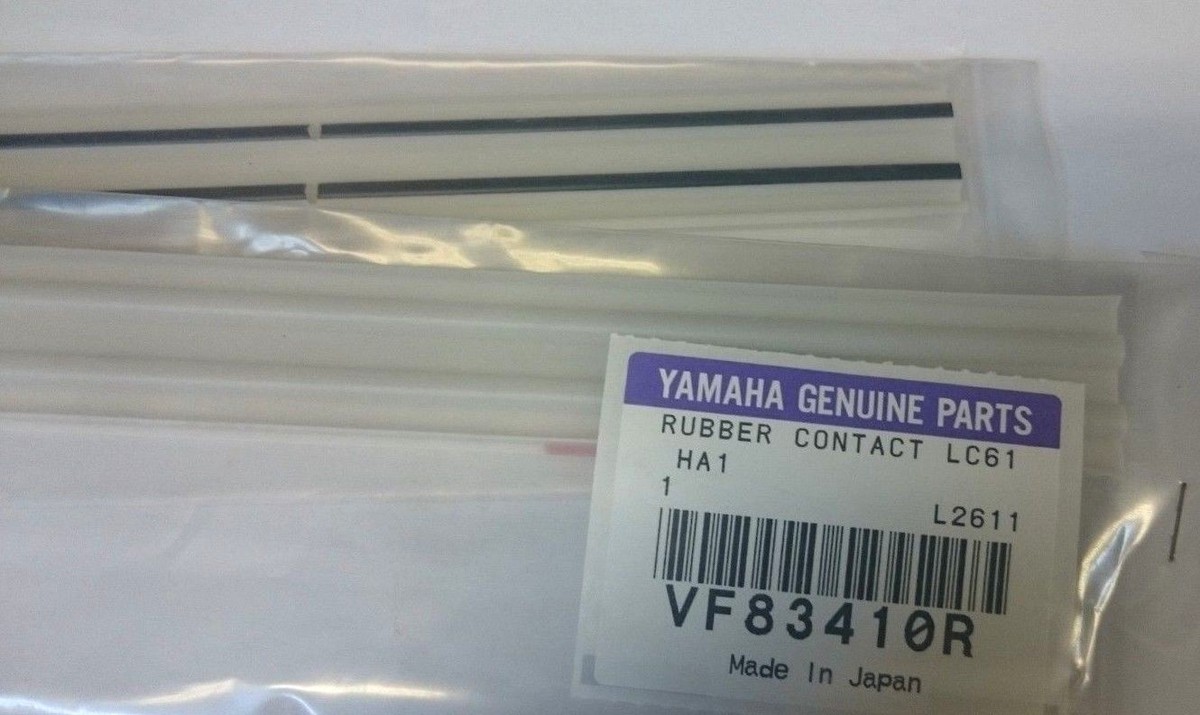 YAMAHA GENUINE PARTS
RUBBER CONTACT LC61
HA1
1
L2611
VF83410R
Made In Japan